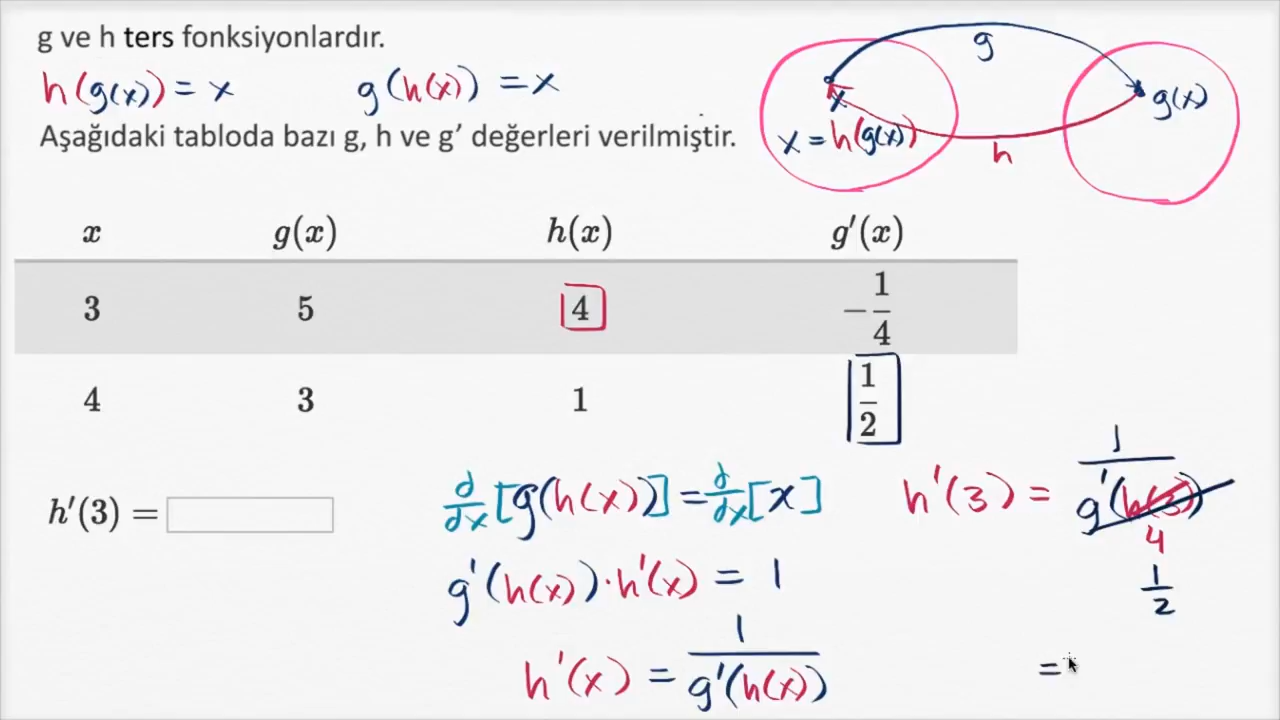 g ve h ters fonksiyonlardır.
h(g(x)) = x g(h(x)) = x
g
x
g(x)
x = h(g(x))
h
Aşağıdaki tabloda bazı g, h ve g’ değerleri verilmiştir.
x g(x) h(x) g′(x)
3 5 4 -1/4
4 3 1 1/2
h′(3) =
d/dx [g(h(x))] = d/dx [x]
g'(h(x)) · h'(x) = 1
h'(x) = 1/g'(h(x))
h'(3) = 1/g'(h(3))
4
1/2
=